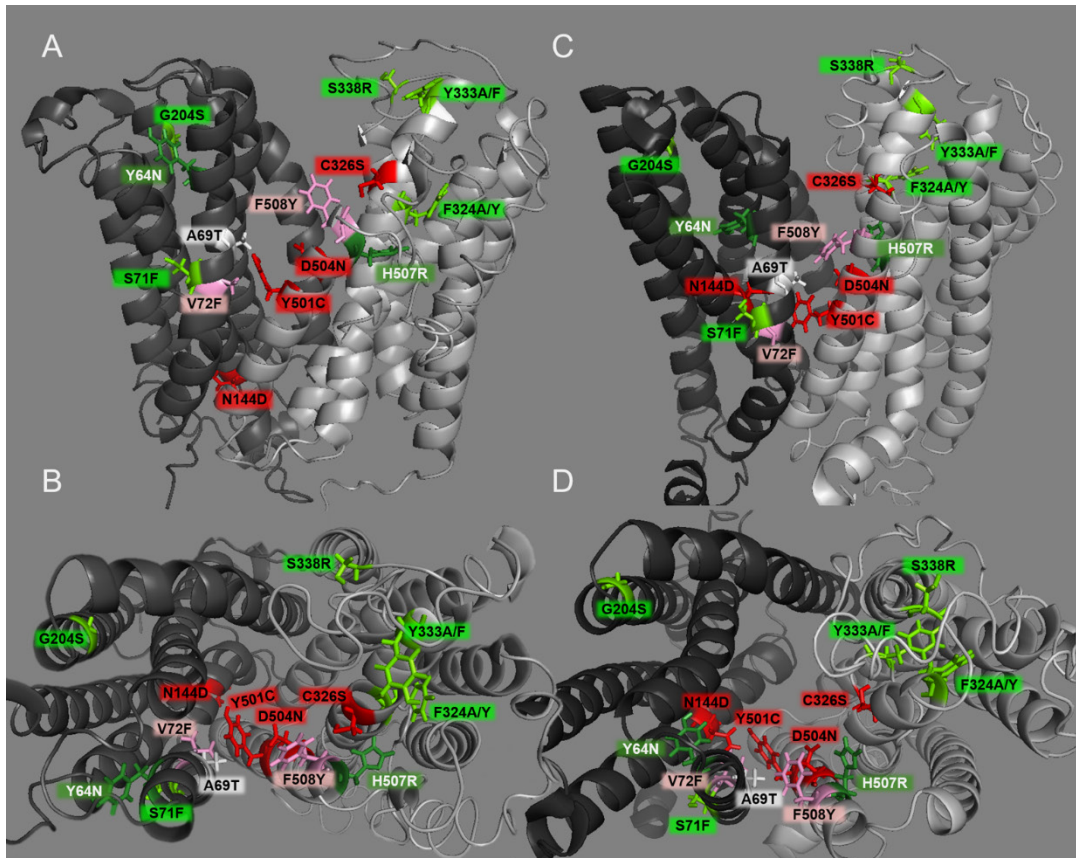 A
S338R
Y333A/F
G204S
Y64N
C326S
F508Y
F324A/Y
A69T
S71F
D504N
H507R
V72F
Y501C
N144D
C
S338R
G204S
Y333A/F
C326S
F324A/Y
Y64N
F508Y
H507R
A69T
N144D
D504N
S71F
Y501C
V72F
B
S338R
G204S
Y333A/F
N144D
Y501C
C326S
D504N
F324A/Y
V72F
Y64N
A69T
F508Y
H507R
S71F
D
S338R
G204S
Y333A/F
F324A/Y
N144D
C326S
Y501C
D504N
Y64N
V72F
A69T
H507R
F508Y
S71F